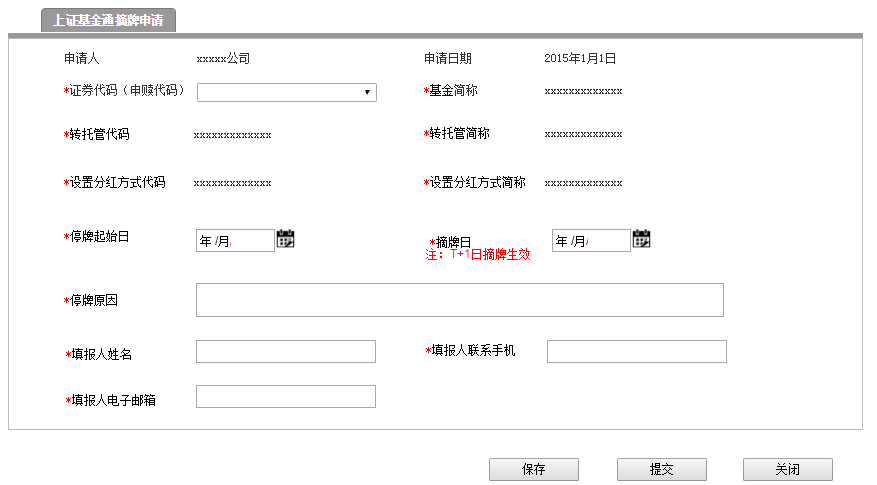 上证基金通摘牌申请
申请人 xxxxx公司 申请日期 2015年1月1日
*证券代码（申赎代码） *基金简称 xxxxxxxxxxxxx
*转托管代码 xxxxxxxxxxxxx *转托管简称 xxxxxxxxxxxxx
*设置分红方式代码 xxxxxxxxxxxxx *设置分红方式简称 xxxxxxxxxxxxx
*停牌起始日 年 /月/ *摘牌日 年 /月/
注：T+1日摘牌生效
*停牌原因
*填报人姓名 *填报人联系手机
*填报人电子邮箱
保存 提交 关闭